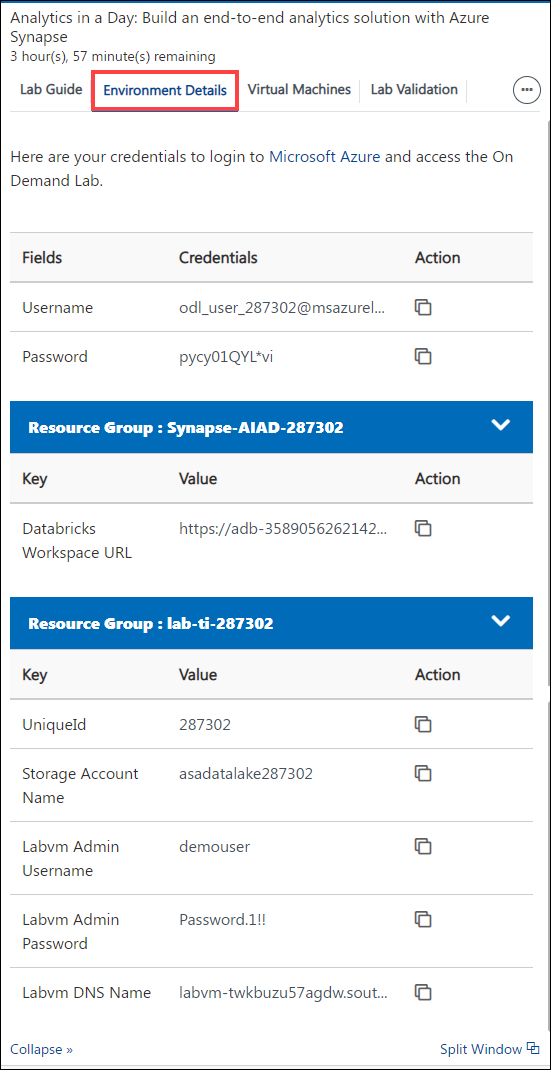 Analytics in a Day: Build an end-to-end analytics solution with Azure
Synapse
3 hour(s), 57 minute(s) remaining
Lab Guide Environment Details Virtual Machines Lab Validation ...
Here are your credentials to login to Microsoft Azure and access the On
Demand Lab.
Fields Credentials Action
Username odl_user_287302@msazurel...
Password pycy01QYL*vi
Resource Group : Synapse-AIAD-287302
Key Value Action
Databricks https://adb-3589056262142...
Workspace URL
Resource Group : lab-ti-287302
Key Value Action
UniqueId 287302
Storage Account asadatalake287302
Name
Labvm Admin demouser
Username
Labvm Admin Password.1!!
Password
Labvm DNS Name labvm-twkbuzu57agdw.sout...
Collapse » Split Window